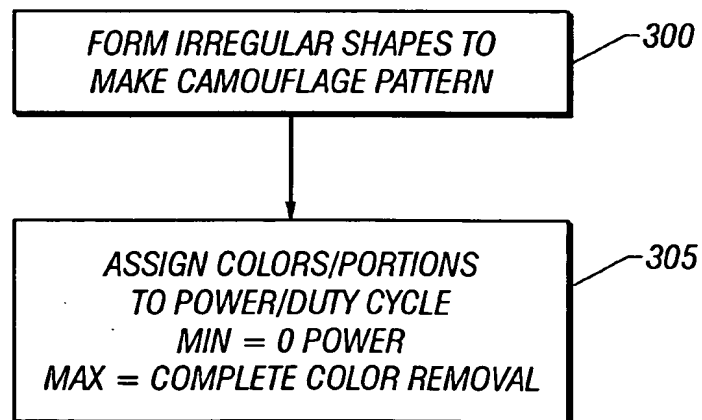 FORM IRREGULAR SHAPES TO
MAKE CAMOUFLAGE PATTERN
300
ASSIGN COLORS/PORTIONS
TO POWER/DUTY CYCLE
MIN = 0 POWER
MAX = COMPLETE COLOR REMOVAL
305